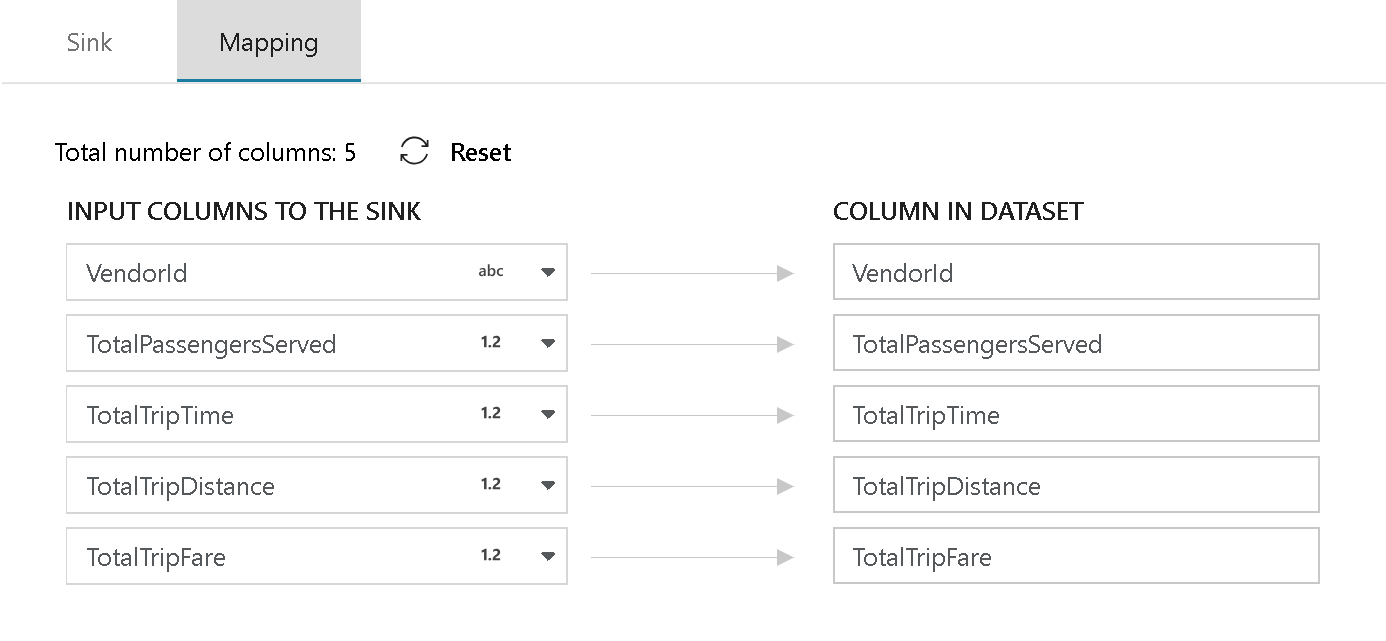 Sink Mapping
Total number of columns: 5 Reset
INPUT COLUMNS TO THE SINK COLUMN IN DATASET
VendorId abc VendorId
TotalPassengersServed 1.2 TotalPassengersServed
TotalTripTime 1.2 TotalTripTime
TotalTripDistance 1.2 TotalTripDistance
TotalTripFare 1.2 TotalTripFare